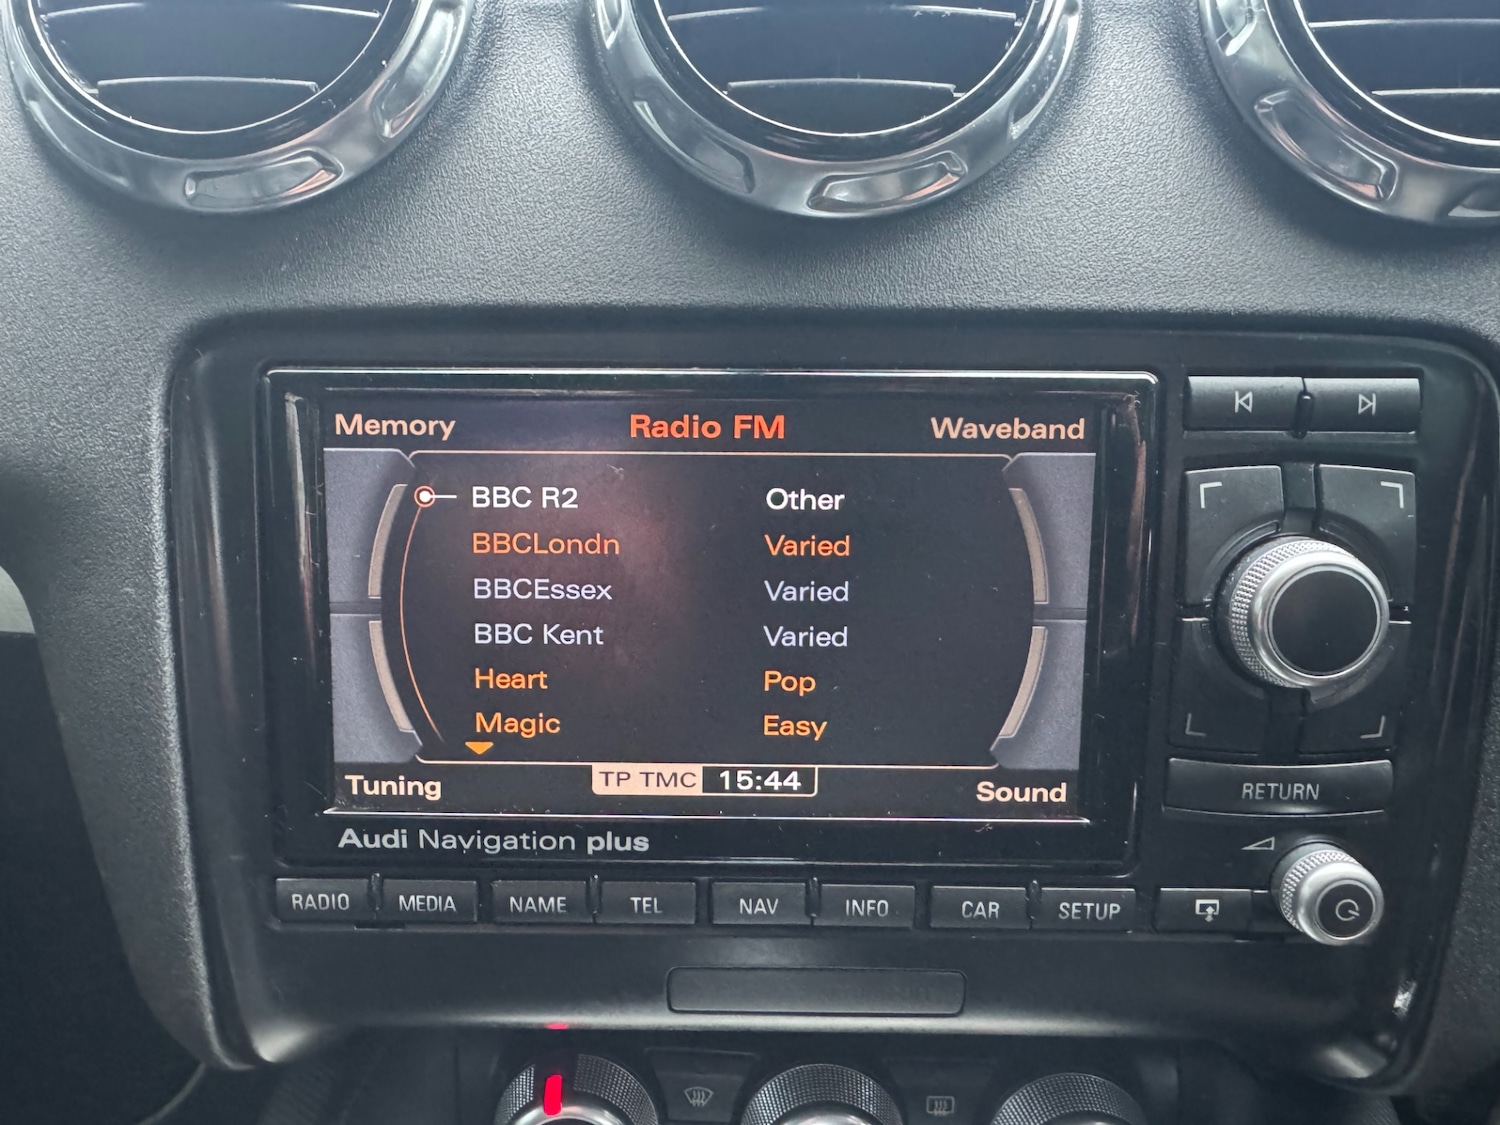 Memory Radio FM Waveband
BBC R2 Other
BBCLondn Varied
BBCEssex Varied
BBC Kent Varied
Heart Pop
Magic Easy
Tuning TP TMC 15:44 Sound
Audi Navigation plus
RETURN
RADIO MEDIA NAME TEL NAV INFO CAR SETUP